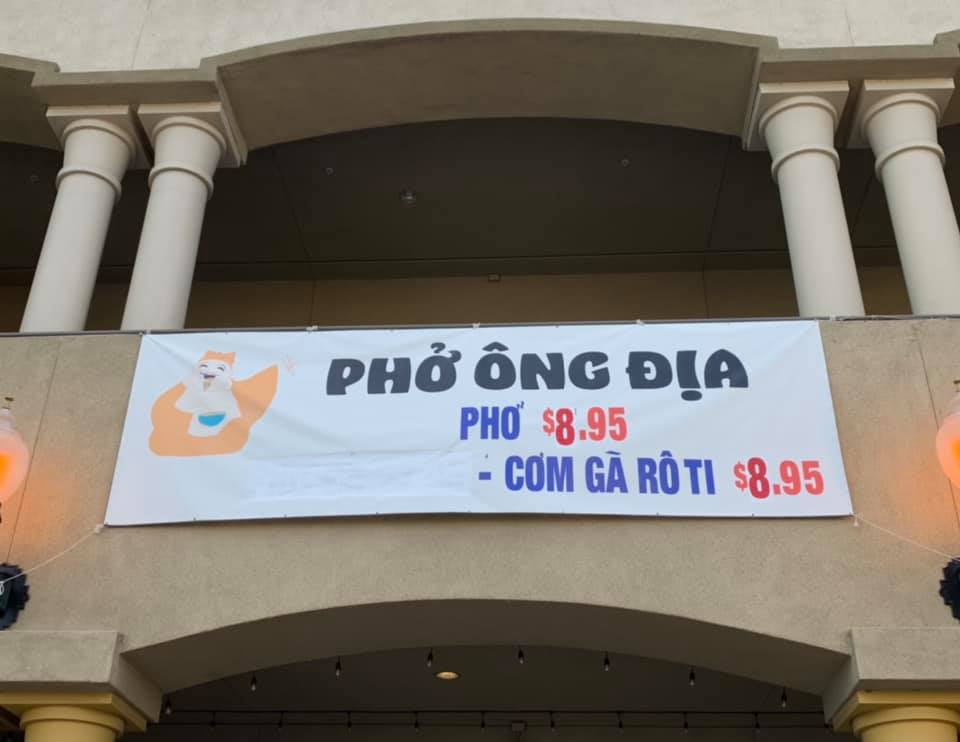 PHỞ ÔNG ĐỊA
PHỞ $8.95
- CƠM GÀ RÔ TI $8.95